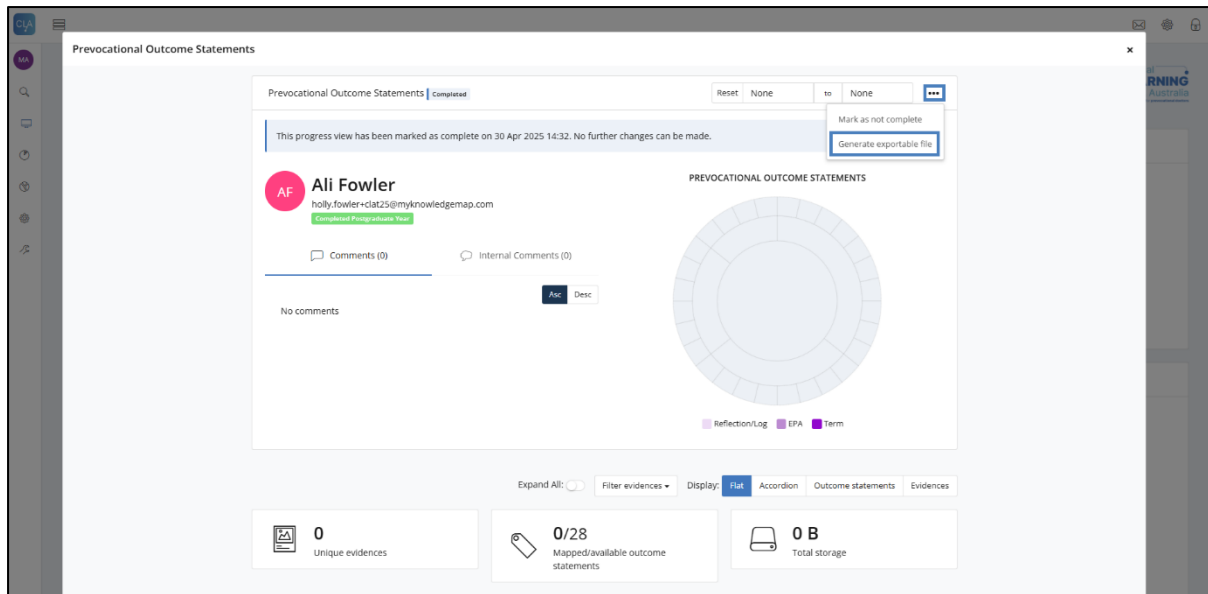 CLA
MA
RNING
Australia
Prevocational Outcome Statements
×
Prevocational Outcome Statements Completed
Reset None to None
Mark as not complete
Generate exportable file
This progress view has been marked as complete on 30 Apr 2025 14:32. No further changes can be made.
AF
Ali Fowler
holly.fowler+clat25@myknowledgemap.com
Completed Postgraduate Year
Comments (0)
Internal Comments (0)
Asc Desc
No comments
PREVOCATIONAL OUTCOME STATEMENTS
Reflection/Log EPA Term
Expand All: Filter evidences Display: Flat Accordion Outcome statements Evidences
0
Unique evidences
0/28
Mapped/available outcome
statements
0 B
Total storage